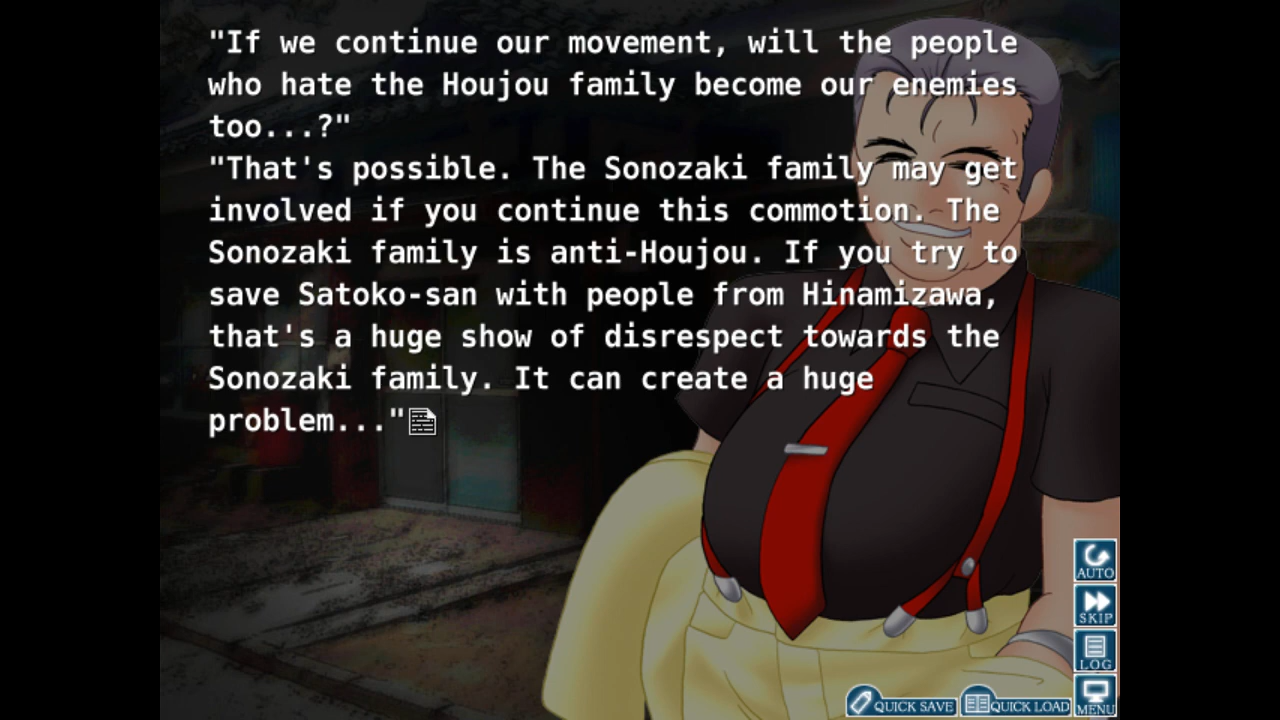 "If we continue our movement, will the people
who hate the Houjou family become our enemies
too...?"
"That's possible. The Sonozaki family may get
involved if you continue this commotion. The
Sonozaki family is anti-Houjou. If you try to
save Satoko-san with people from Hinamizawa,
that's a huge show of disrespect towards the
Sonozaki family. It can create a huge
problem..."
AUTO
SKIP
LOG
MENU
QUICK SAVE
QUICK LOAD